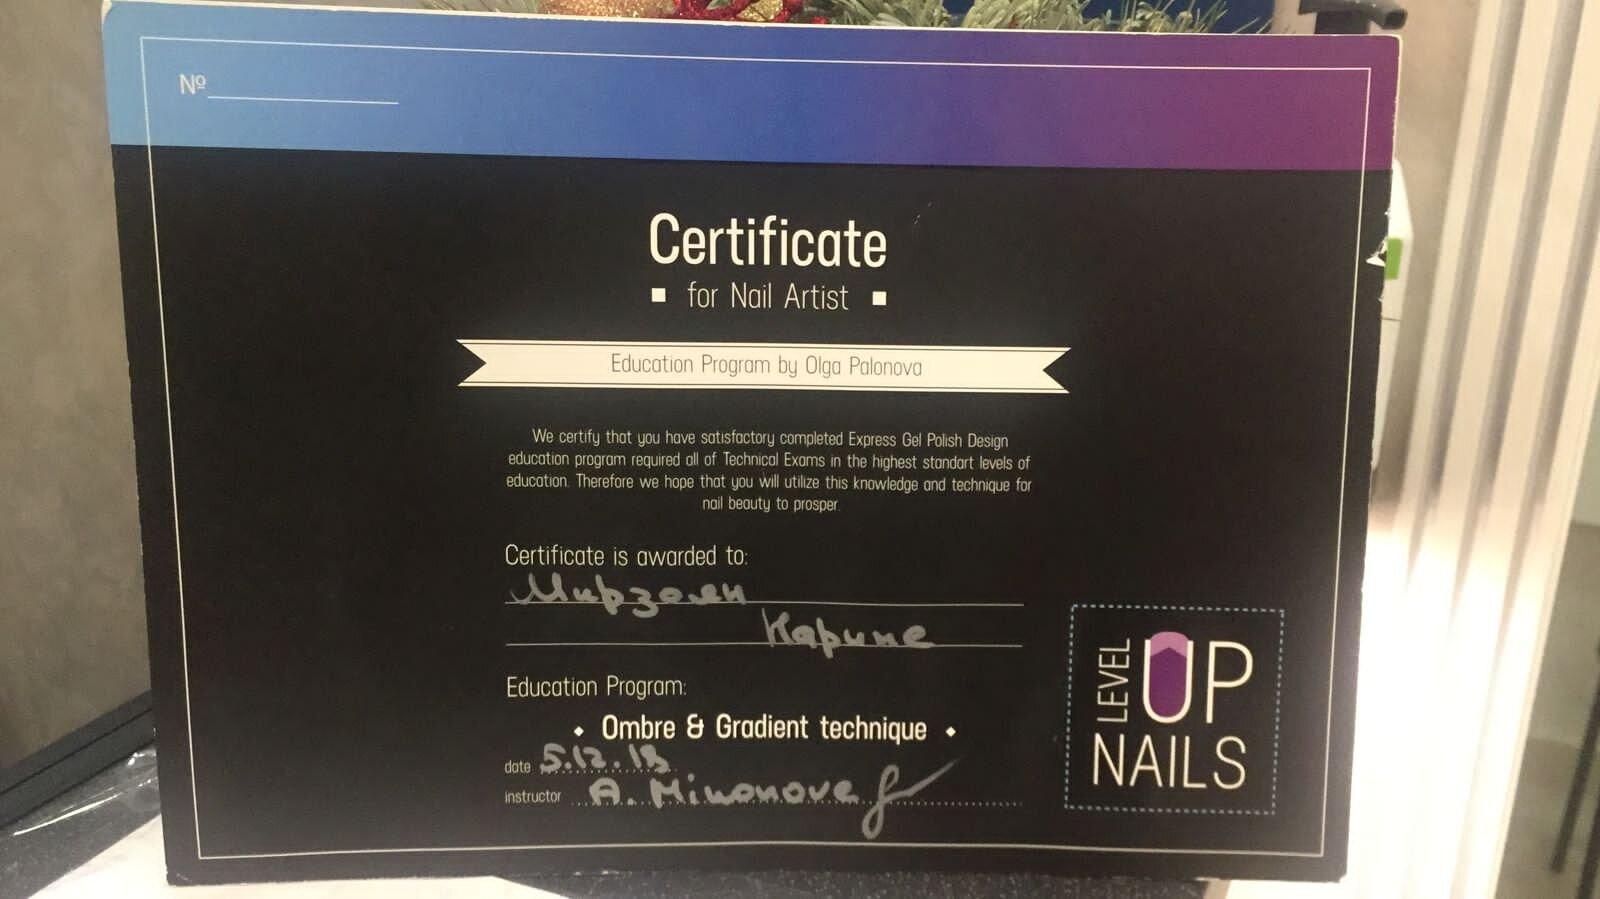 №
Certificate
for Nail Artist
Education Program by Olga Palonova
We certify that you have satisfactory completed Express Gel Polish Design
education program required all of Technical Exams in the highest standart levels of
education. Therefore we hope that you will utilize this knowledge and technique for
nail beauty to prosper.
Certificate is awarded to:
Мирзоян
Карине
Education Program:
Ombre & Gradient technique
date 5.12.18
instructor A.
LEVEL UP
NAILS